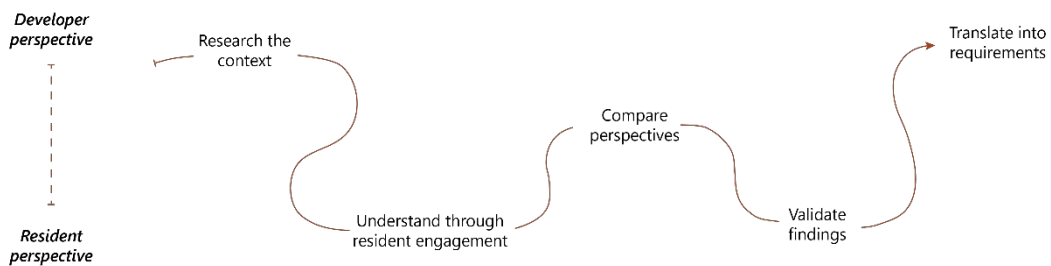 Developer
perspective
Research the
context
Translate into
requirements
Compare
perspectives
Understand through
resident engagement
Validate
findings
Resident
perspective